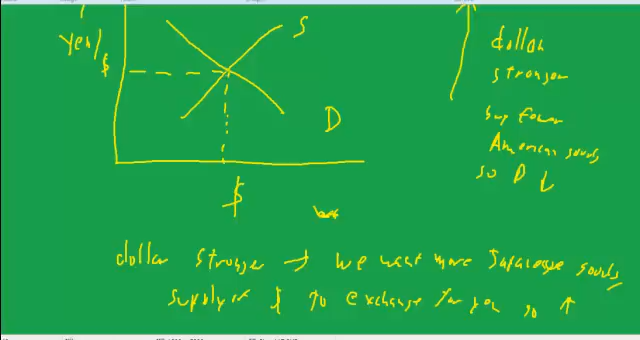 yen/$
S
D
$
dollar
stronger
buy fewer
American goods
so D ↓
dollar stronger → we want more Japanese goods
supply of $ to exchange for yen so ↑